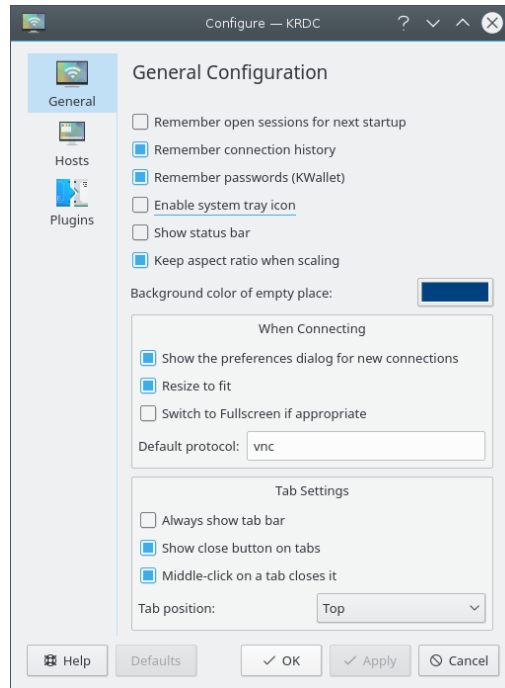 Configure — KRDC
General
Hosts
Plugins
General Configuration
Remember open sessions for next startup
Remember connection history
Remember passwords (KWallet)
Enable system tray icon
Show status bar
Keep aspect ratio when scaling
Background color of empty place:
When Connecting
Show the preferences dialog for new connections
Resize to fit
Switch to Fullscreen if appropriate
Default protocol: vnc
Tab Settings
Always show tab bar
Show close button on tabs
Middle-click on a tab closes it
Tab position: Top
Help Defaults OK Apply Cancel